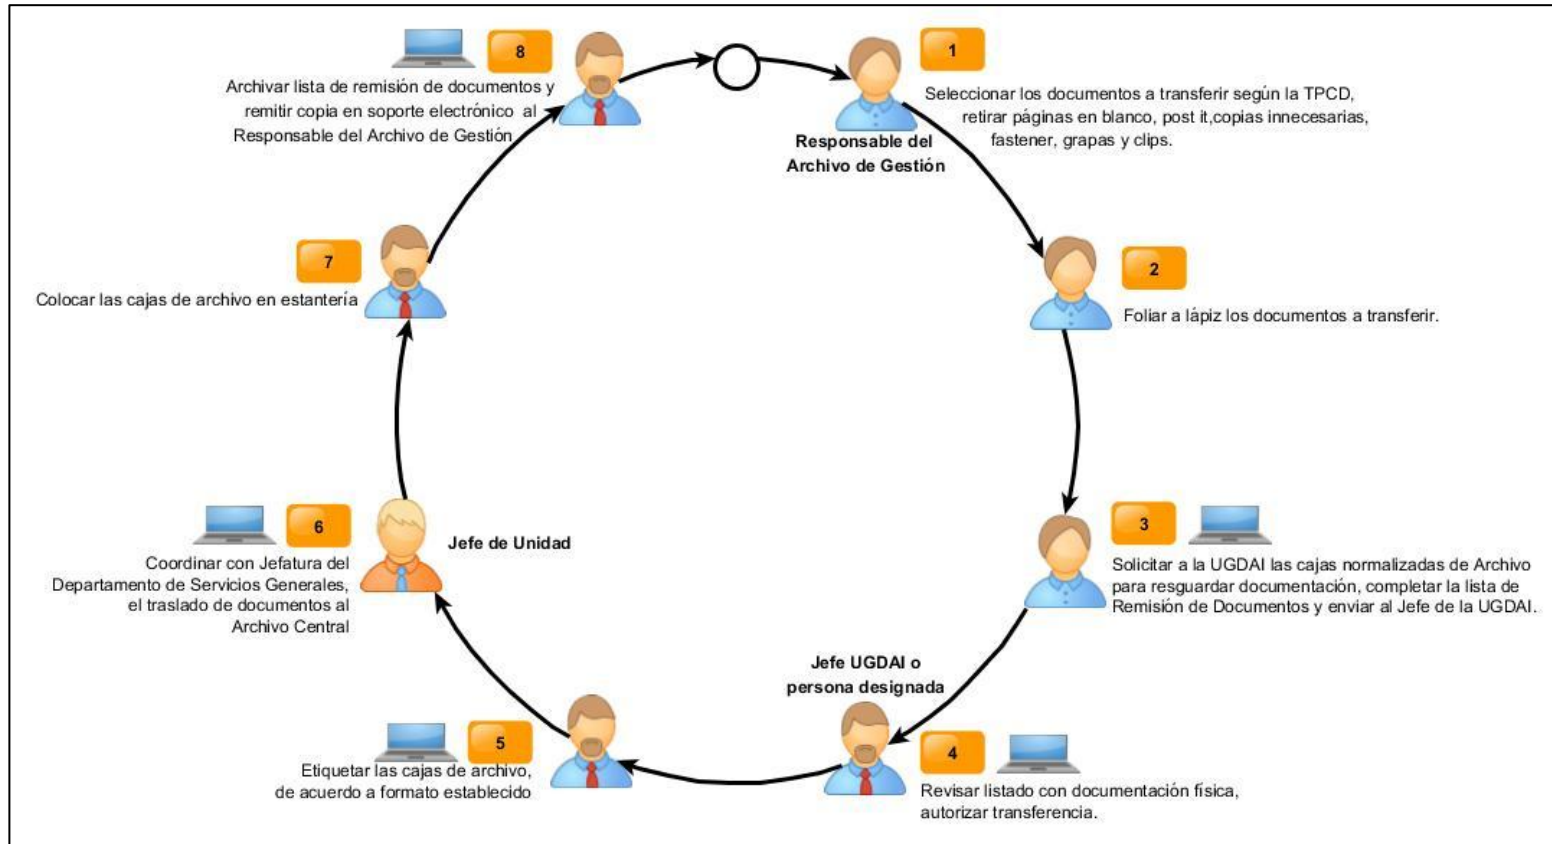 1
Seleccionar los documentos a transferir según la TPCD,
retirar páginas en blanco, post it,copias innecesarias,
fastener, grapas y clips.
Responsable del
Archivo de Gestión
2
Foliar a lápiz los documentos a transferir.
3
Solicitar a la UGDAI las cajas normalizadas de Archivo
para resguardar documentación, completar la lista de
Remisión de Documentos y enviar al Jefe de la UGDAI.
Jefe UGDAI o
persona designada
4
Revisar listado con documentación física,
autorizar transferencia.
5
Etiquetar las cajas de archivo,
de acuerdo a formato establecido
6
Jefe de Unidad
Coordinar con Jefatura del
Departamento de Servicios Generales,
el traslado de documentos al
Archivo Central
7
Colocar las cajas de archivo en estantería
8
Archivar lista de remisión de documentos y
remitir copia en soporte electrónico al
Responsable del Archivo de Gestión